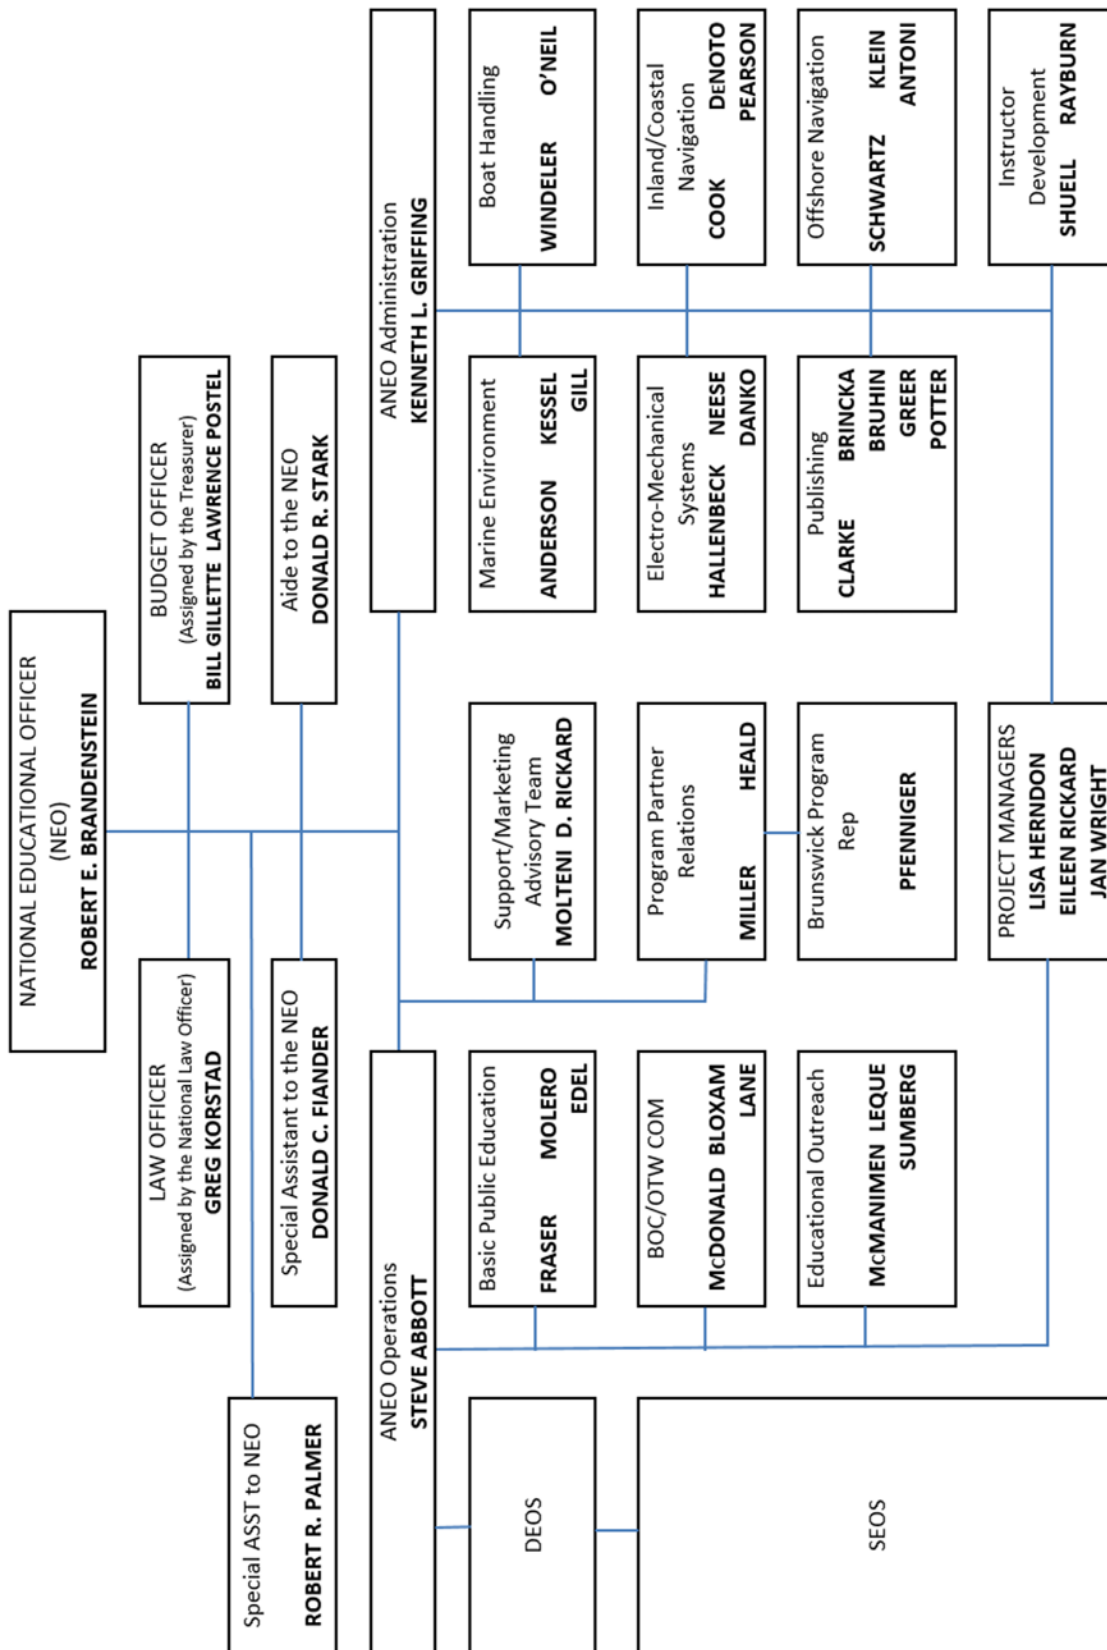 NATIONAL EDUCATIONAL OFFICER
(NEO)
ROBERT E. BRANDENSTEIN
LAW OFFICER
(Assigned by the National Law Officer)
GREG KORSTAD
BUDGET OFFICER
(Assigned by the Treasurer)
BILL GILLETTE LAWRENCE POSTEL
Special ASST to NEO
ROBERT R. PALMER
Special Assistant to the NEO
DONALD C. FIANDER
Aide to the NEO
DONALD R. STARK
ANEO Operations
STEVE ABBOTT
ANEO Administration
KENNETH L. GRIFFING
DEOS
Basic Public Education
FRASER MOLERO
EDEL
Support/Marketing
Advisory Team
MOLTENI D. RICKARD
Marine Environment
ANDERSON KESSEL
GILL
Boat Handling
WINDELER O’NEIL
SEOS
BOC/OTW COM
McDONALD BLOXAM
LANE
Program Partner
Relations
MILLER HEALD
Electro-Mechanical
Systems
HALLENBECK NEESE
DANKO
Inland/Coastal
Navigation
COOK DENOTO
PEARSON
Educational Outreach
McMANIMEN LEQUE
SUMBERG
Brunswick Program
Rep
PFENNIGER
Publishing
CLARKE BRINCKA
BRUHIN
GREER
POTTER
Offshore Navigation
SCHWARTZ KLEIN
ANTONI
PROJECT MANAGERS
LISA HERNDON
EILEEN RICKARD
JAN WRIGHT
Instructor
Development
SHUELL RAYBURN